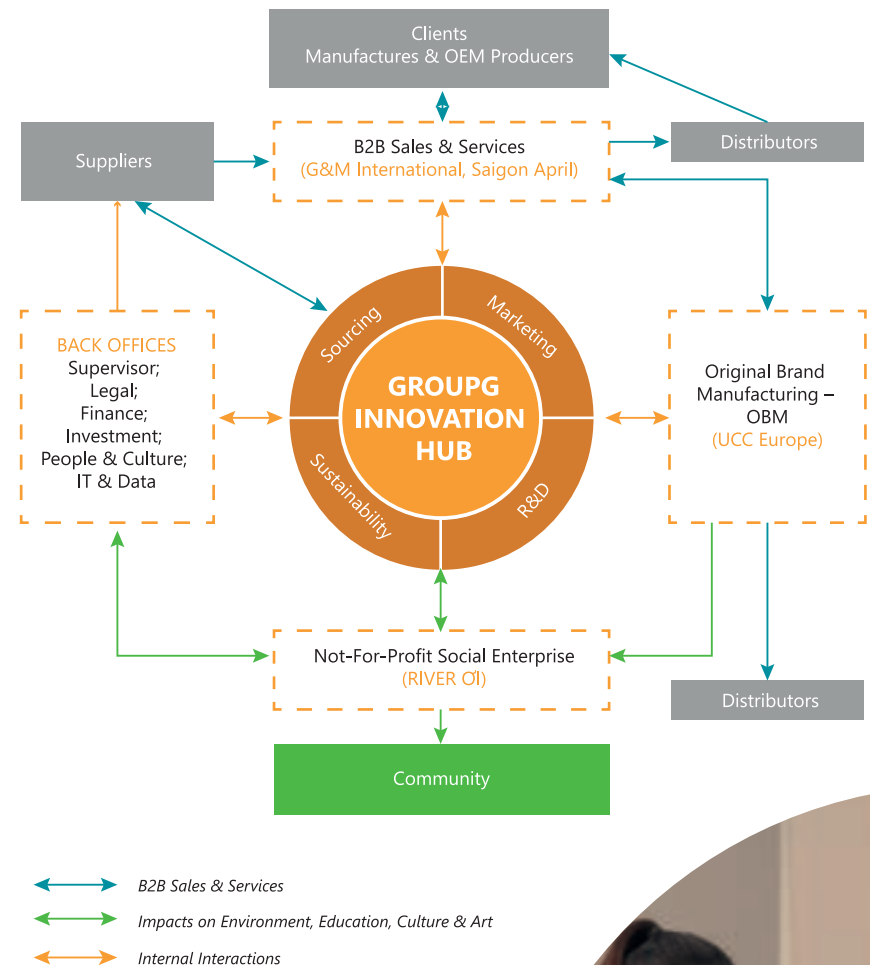 Clients
Manufactures & OEM Producers
B2B Sales & Services
(G&M International, Saigon April)
Distributors
Suppliers
Sourcing
Marketing
BACK OFFICES
Supervisor;
Legal;
Finance;
Investment;
People & Culture;
IT & Data
GROUPG
INNOVATION
HUB
Original Brand
Manufacturing –
OBM
(UCC Europe)
Sustainability
R&D
Not-For-Profit Social Enterprise
(RIVER ƠI)
Distributors
Community
B2B Sales & Services
Impacts on Environment, Education, Culture & Art
Internal Interactions